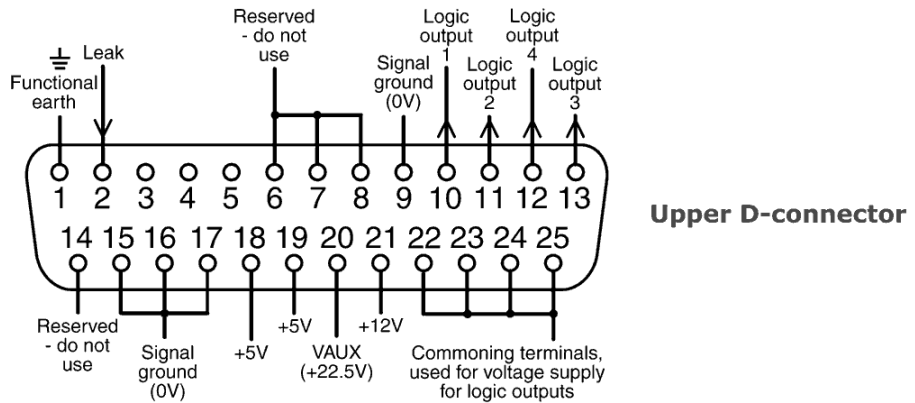 Reserved
- do not
use
Logic
output
1
Logic
output
4
Leak
Functional
earth
Signal
ground
(0V)
Logic
output
2
Logic
output
3
1 2 3 4 5 6 7 8 9 10 11 12 13
Upper D-connector
14 15 16 17 18 19 20 21 22 23 24 25
Reserved
- do not
use
Signal
ground
(0V)
+5V
+5V
VAUX
(+22.5V)
+12V
Commoning terminals,
used for voltage supply
for logic outputs